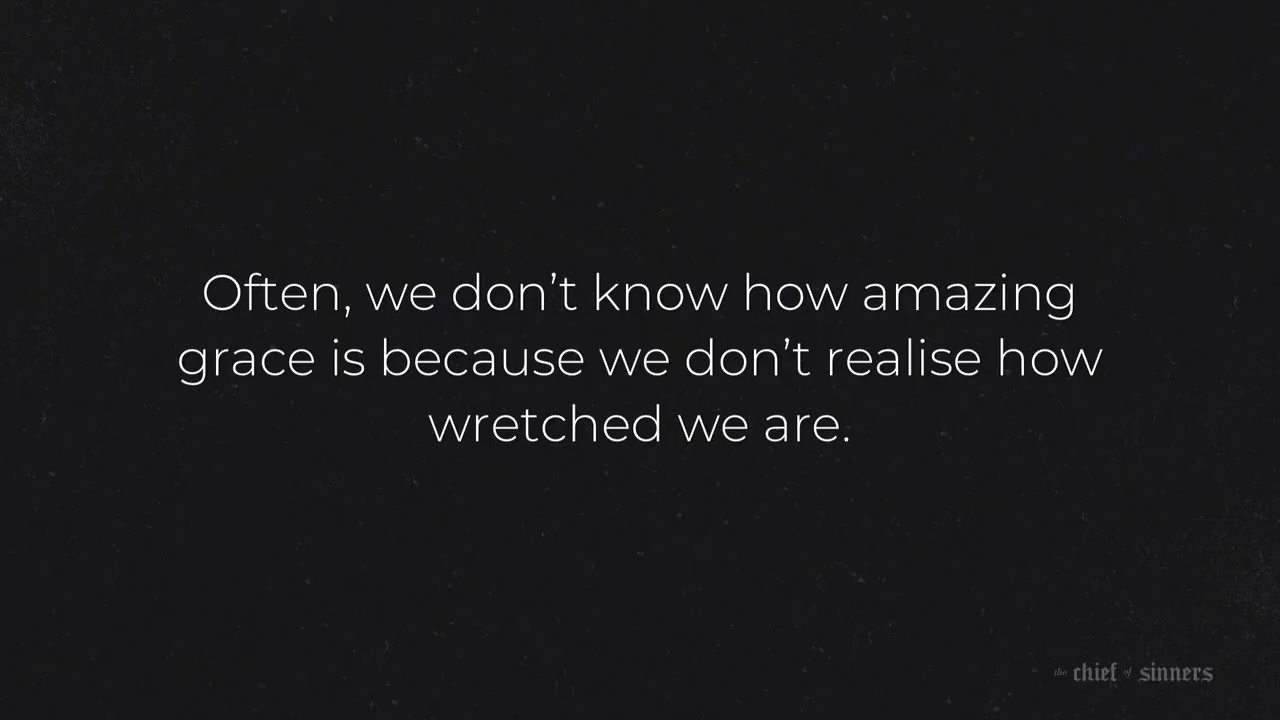 Often, we don’t know how amazing
grace is because we don’t realise how
wretched we are.
the chief of sinners